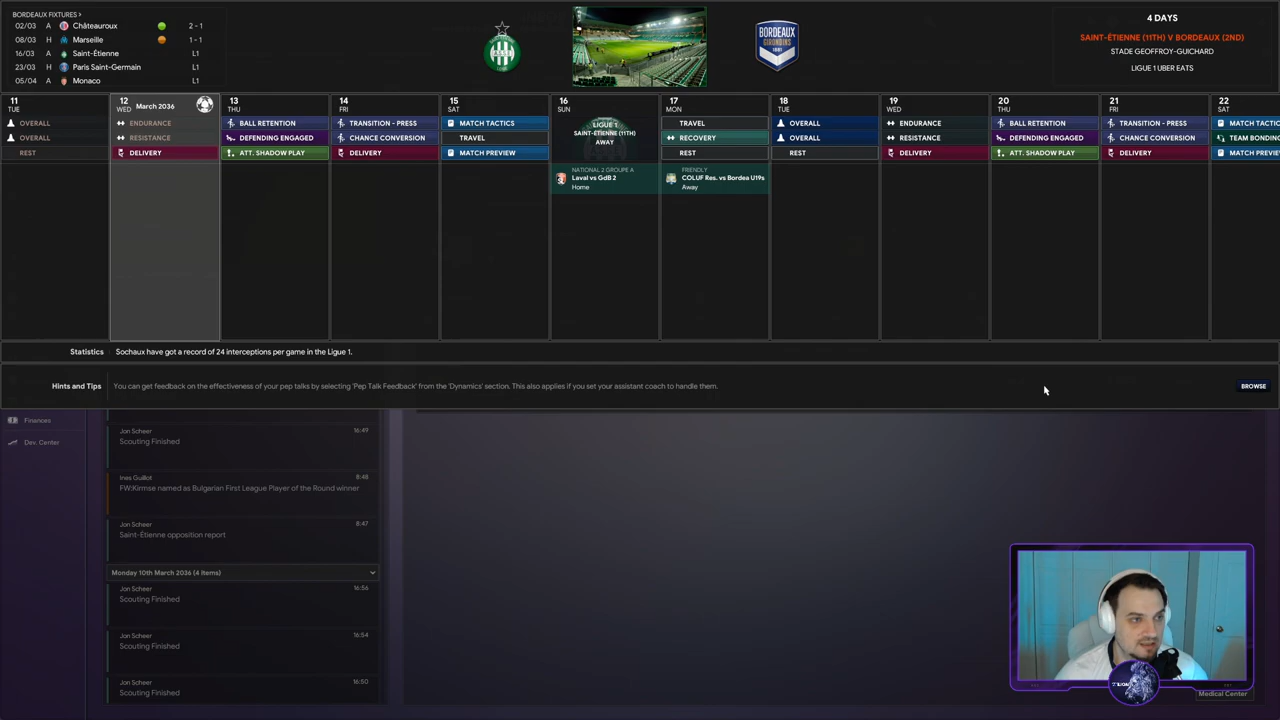 BORDEAUX FIXTURES >
02/03 A Châteauroux 2 - 1
08/03 H Marseille 1 - 1
16/03 A Saint-Étienne L1
23/03 H Paris Saint-Germain L1
05/04 A Monaco L1
BORDEAUX
GIRONDINS
1881
4 DAYS
SAINT-ÉTIENNE (11TH) V BORDEAUX (2ND)
STADE GEOFFROY-GUICHARD
LIGUE 1 UBER EATS
11
TUE
OVERALL
OVERALL
REST
12
WED
March 2036
ENDURANCE
RESISTANCE
DELIVERY
13
THU
BALL RETENTION
DEFENDING ENGAGED
ATT. SHADOW PLAY
14
FRI
TRANSITION - PRESS
CHANCE CONVERSION
DELIVERY
15
SAT
MATCH TACTICS
TRAVEL
MATCH PREVIEW
16
SUN
LIGUE 1
SAINT-ÉTIENNE (11TH)
AWAY
NATIONAL 2 GROUPE A
Laval vs GdB 2
Home
17
MON
TRAVEL
RECOVERY
REST
FRIENDLY
COLUF Res. vs Bordea U19s
Away
18
TUE
OVERALL
OVERALL
REST
19
WED
ENDURANCE
RESISTANCE
DELIVERY
20
THU
BALL RETENTION
DEFENDING ENGAGED
ATT. SHADOW PLAY
21
FRI
TRANSITION - PRESS
CHANCE CONVERSION
DELIVERY
22
SAT
MATCH TACTIC
TEAM BONDING
MATCH PREVIE
Statistics Sochaux have got a record of 24 interceptions per game in the Ligue 1.
Hints and Tips You can get feedback on the effectiveness of your pep talks by selecting 'Pep Talk Feedback' from the 'Dynamics' section. This also applies if you set your assistant coach to handle them. BROWSE
Finances
Dev. Center
Jon Scheer 16:49
Scouting Finished
Ines Guillot 8:48
FW:Kirmse named as Bulgarian First League Player of the Round winner
Jon Scheer 8:47
Saint-Étienne opposition report
Monday 10th March 2036 (4 items)
Jon Scheer 16:56
Scouting Finished
Jon Scheer 16:54
Scouting Finished
Jon Scheer 16:50
Scouting Finished
Medical Center